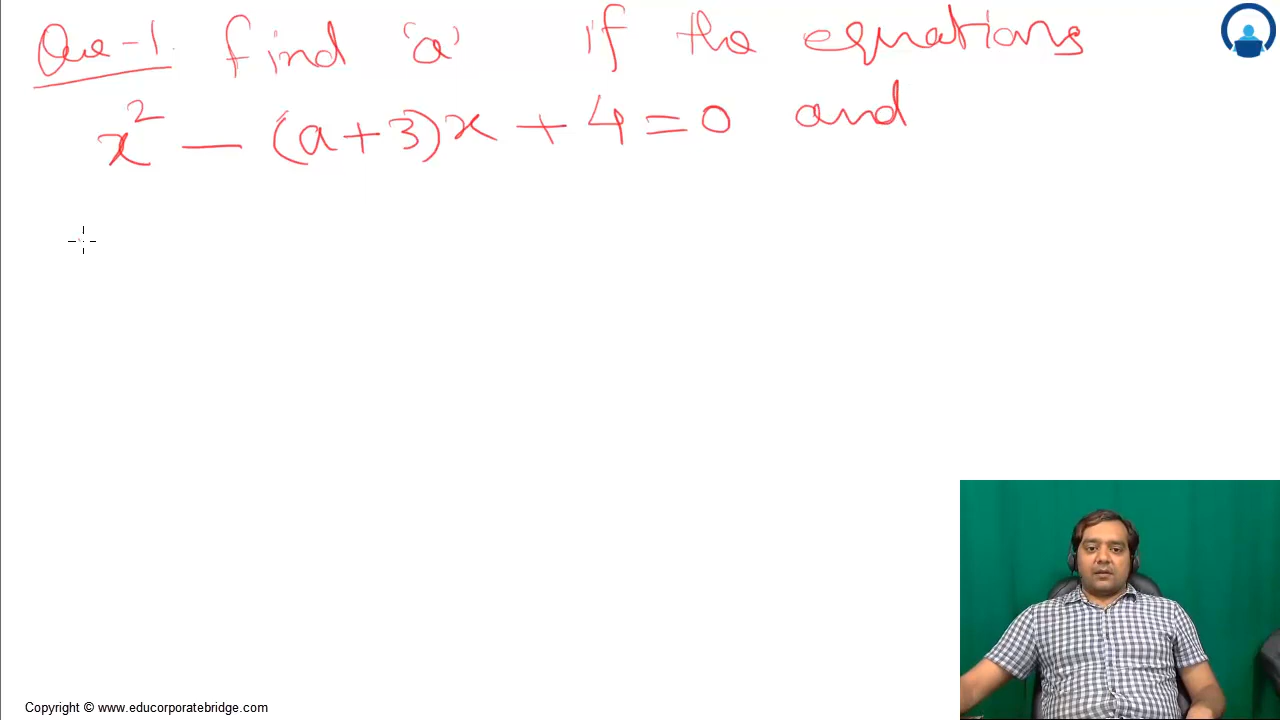 Que-1. Find 'a' if the equations
x² - (a+3)x + 4 = 0 and
Copyright © www.educorporatebridge.com